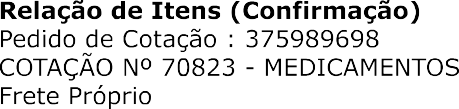 Relação de Itens (Confirmação)
Pedido de Cotação : 375989698
COTAÇÃO Nº 70823 - MEDICAMENTOS
Frete Próprio